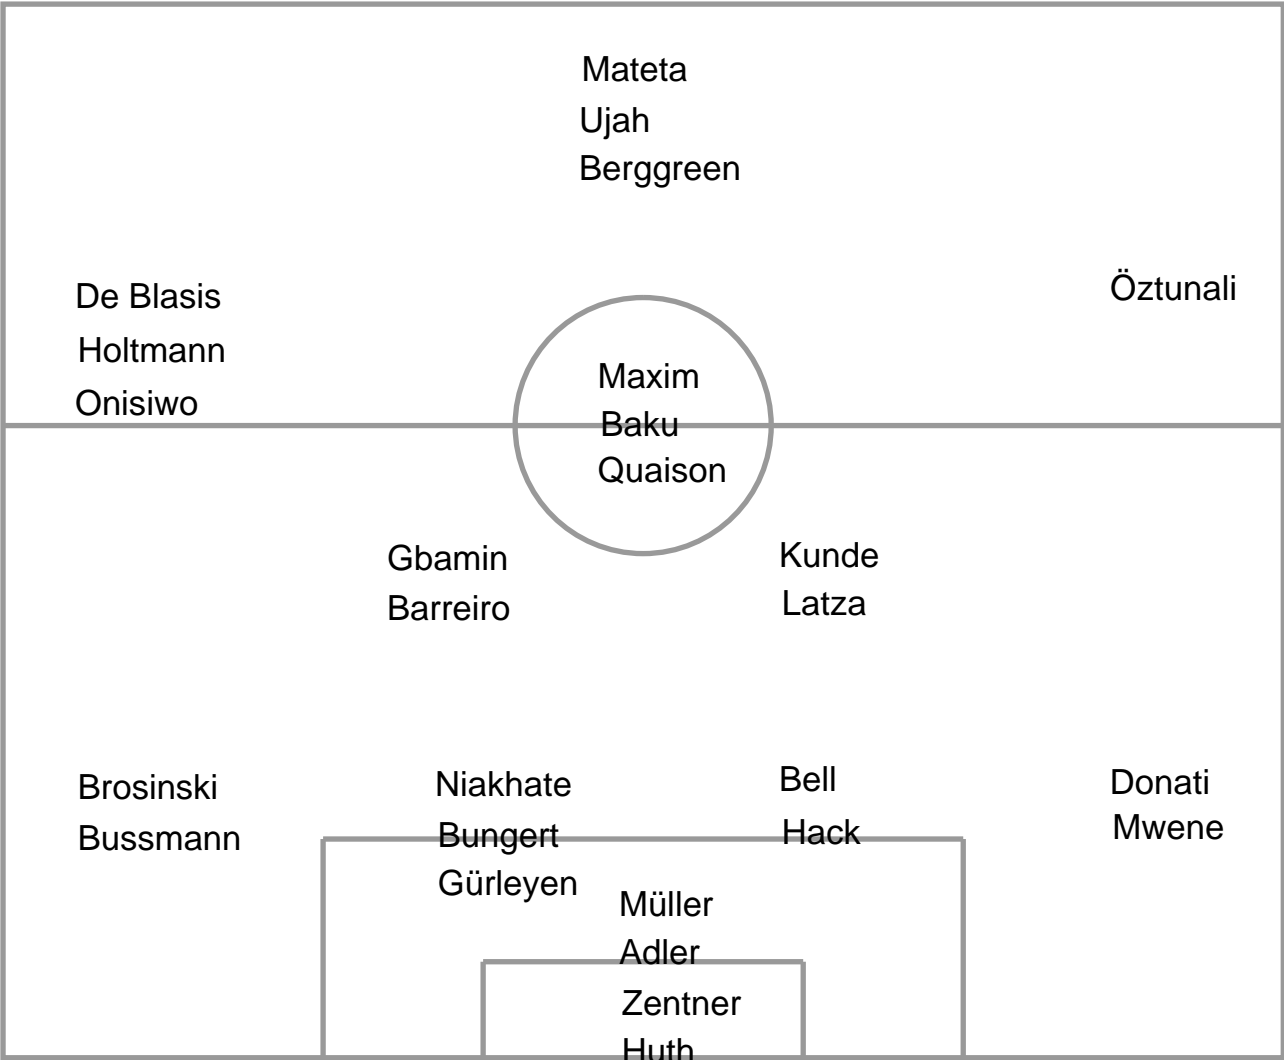 Mateta
Ujah
Berggreen
De Blasis
Holtmann
Onisiwo
Öztunali
Maxim
Baku
Quaison
Gbamin
Barreiro
Kunde
Latza
Brosinski
Bussmann
Niakhate
Bungert
Gürleyen
Bell
Hack
Donati
Mwene
Müller
Adler
Zentner
Huth